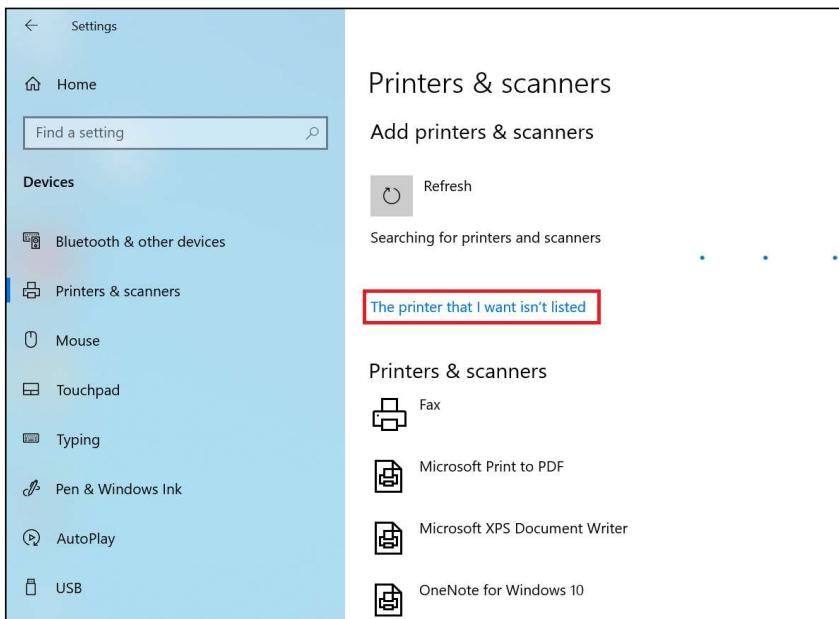 Settings
Home
Find a setting
Devices
Bluetooth & other devices
Printers & scanners
Mouse
Touchpad
Typing
Pen & Windows Ink
AutoPlay
USB
Printers & scanners
Add printers & scanners
Refresh
Searching for printers and scanners
The printer that I want isn't listed
Printers & scanners
Fax
Microsoft Print to PDF
Microsoft XPS Document Writer
OneNote for Windows 10